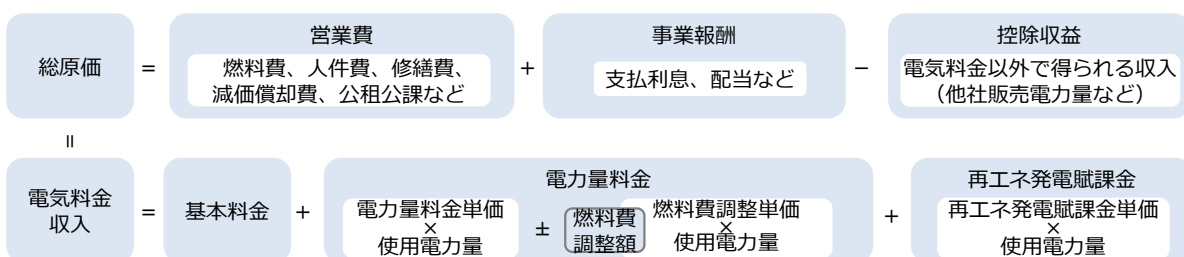 総原価
=
営業費
燃料費、人件費、修繕費、
減価償却費、公租公課など
+
事業報酬
支払利息、配当など
−
控除収益
電気料金以外で得られる収入
（他社販売電力量など）
=
電気料金
収入
=
基本料金
+
電力量料金
電力量料金単価
×
使用電力量
±
燃料費
調整額
燃料費調整単価
×
使用電力量
+
再エネ発電賦課金
再エネ発電賦課金単価
×
使用電力量